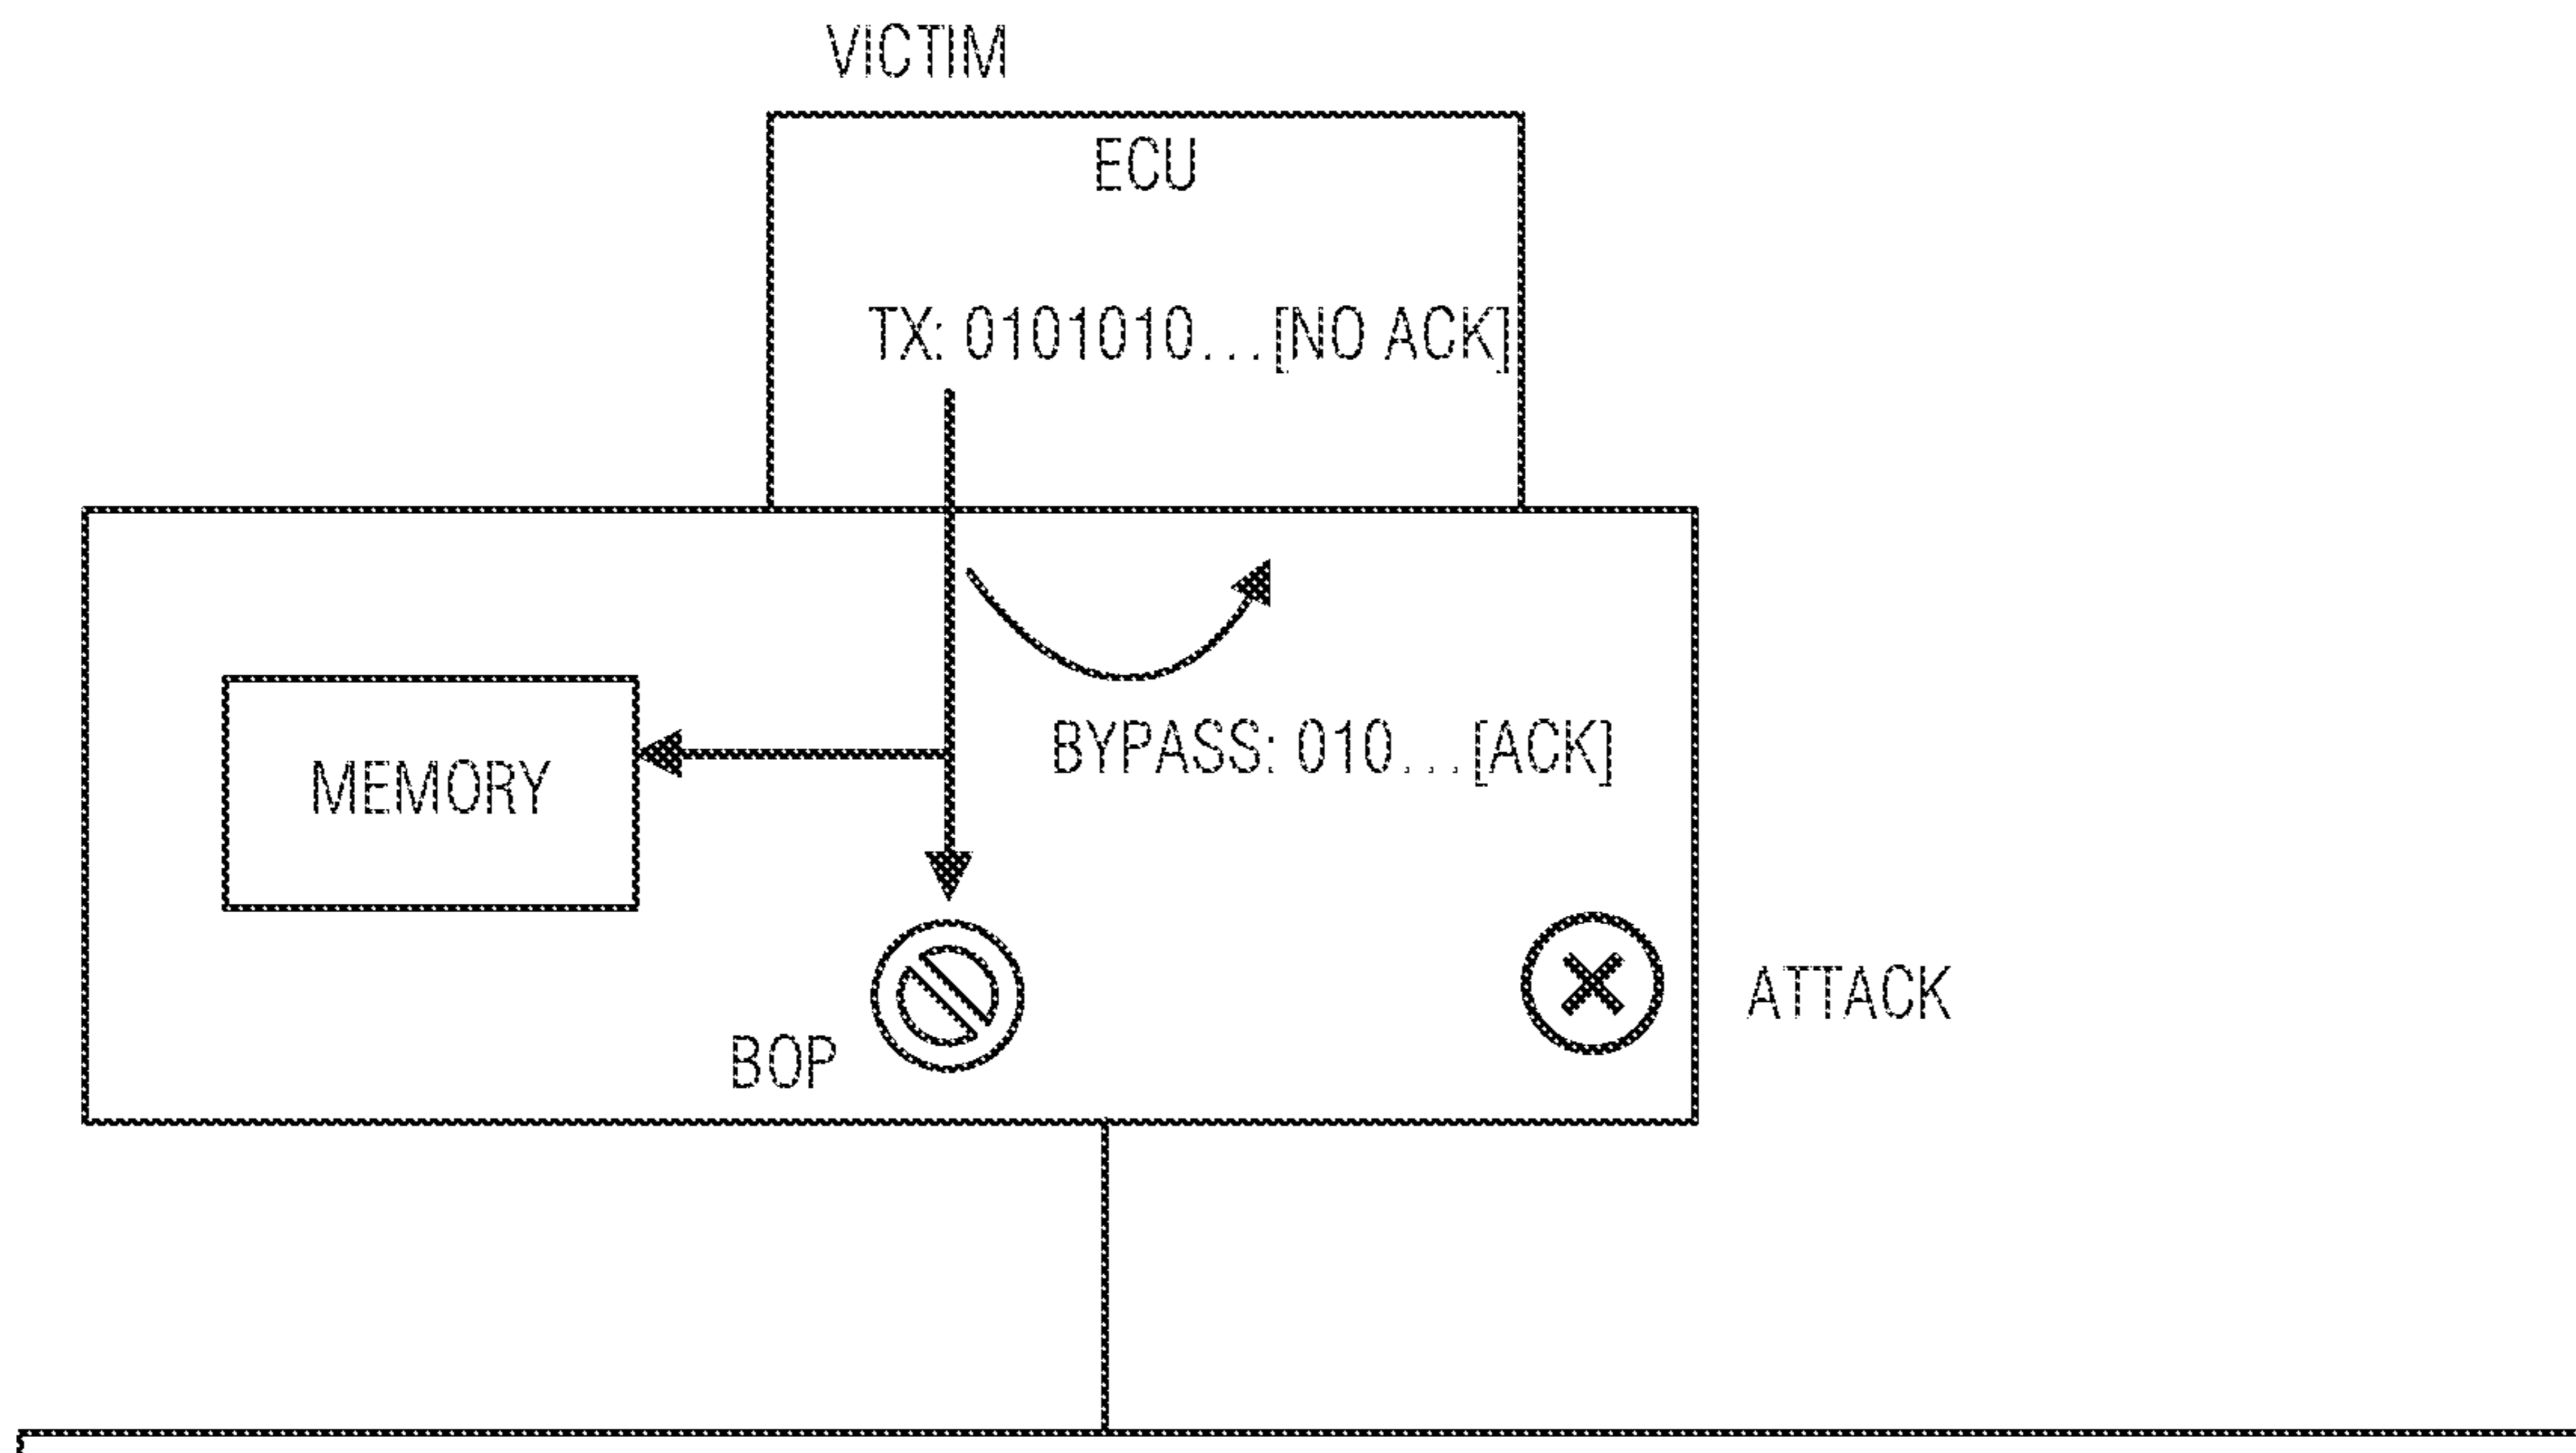 VICTIM
ECU
TX: 0101010...[NO ACK]
BYPASS: 010...[ACK]
MEMORY
ATTACK
BOP